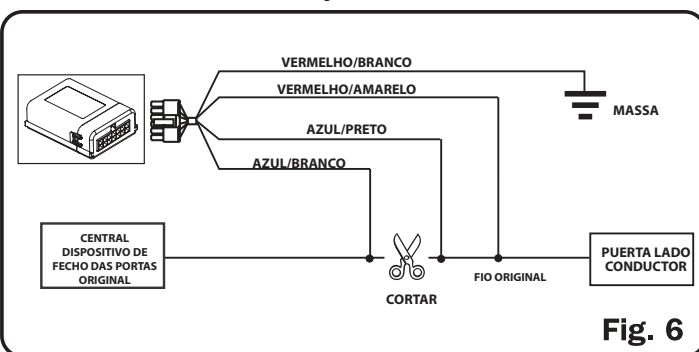 VERMELHO/BRANCO
VERMELHO/AMARELO
MASSA
AZUL/PRETO
AZUL/BRANCO
CENTRAL
DISPOSITIVO DE
FECHO DAS PORTAS
ORIGINAL
CORTAR
FIO ORIGINAL
PUERTA LADO
CONDUCTOR
Fig. 6